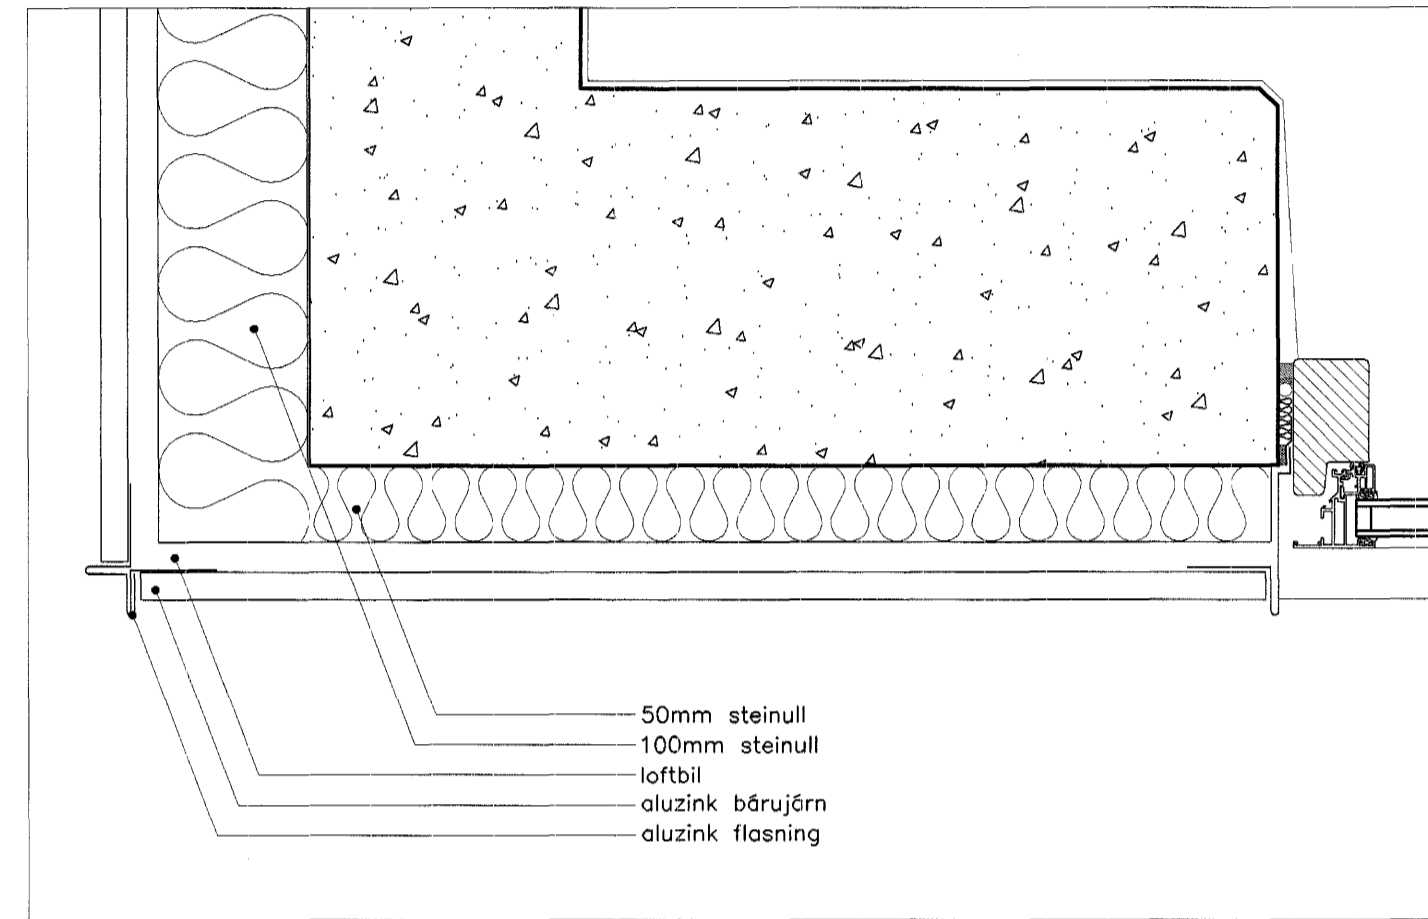 50mm steinull
100mm steinull
loftbil
aluzink bárujárn
aluzink flasning